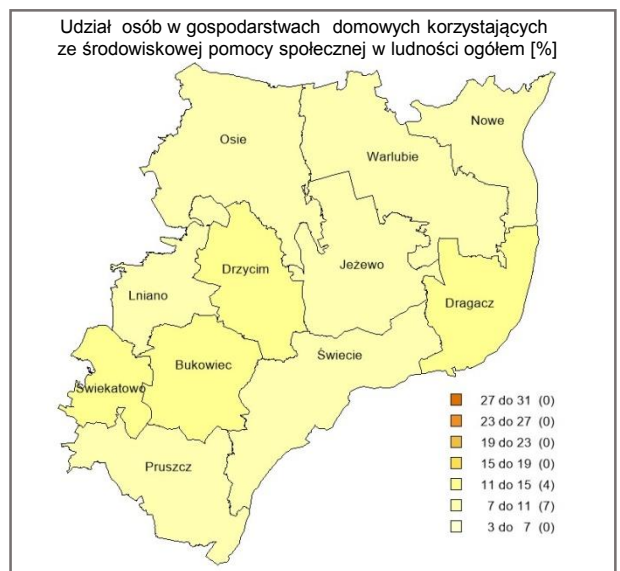 Udział osób w gospodarstwach domowych korzystających
ze środowiskowej pomocy społecznej w ludności ogółem [%]
Nowe
Osie
Warlubie
Drzycim
Jeżewo
Lniano
Dragacz
Bukowiec
Świecie
Świekatowo
Pruszcz
27 do 31 (0)
23 do 27 (0)
19 do 23 (0)
15 do 19 (0)
11 do 15 (4)
7 do 11 (7)
3 do 7 (0)